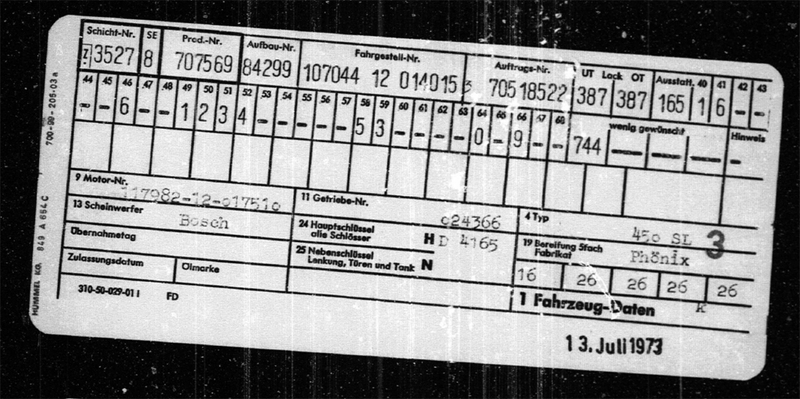 Schicht-Nr. SE Prod.-Nr. Aufbau-Nr. Fahrgestell-Nr. Auftrags-Nr. UT Lack OT Ausstatt. 40 41 42 43
Z 3527 8 707569 84299 107044 12 014015 70518522 387 387 165 1 6 - -
44 45 46 47 48 49 50 51 52 53 54 55 56 57 58 59 60 61 62 63 64 65 66 67 68 wenig gewünscht Hinweis
- - 6 - - 1 2 3 4 - - - - - 5 3 - - - - 0 - 9 - - 744 - - - - -
9 Motor-Nr. 117982-12-017510 11 Getriebe-Nr. 024366 4 Typ 450 SL 3
13 Scheinwerfer Bosch 24 Hauptschlüssel alle Schlösser H D 4165 19 Bereifung 5fach Fabrikat Phönix
Übernahmetag 25 Nebenschlüssel Lenkung, Türen und Tank N 16 26 26 26 26
Zulassungsdatum Ölmarke 1 Fahrzeug-Daten K
310-50-029-01 I FD
13. Juli 1973
HUMMEL KG. 849 A 654 C 700-99-205-03 a